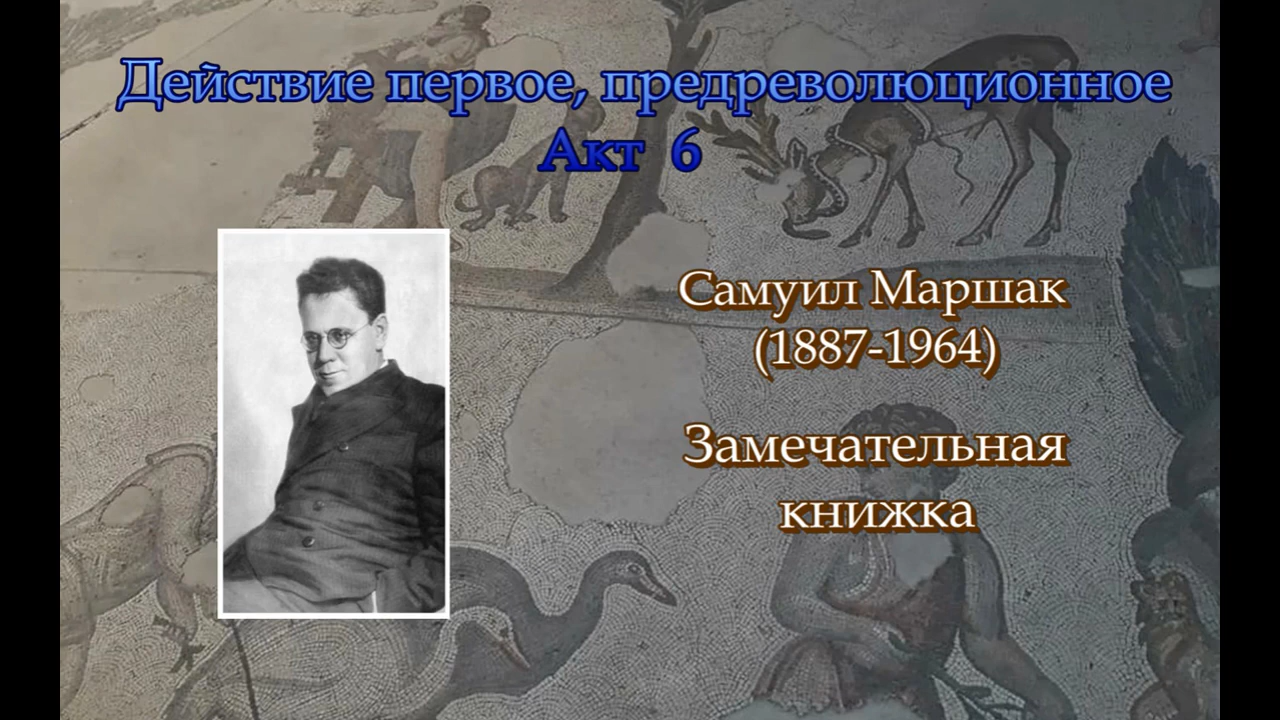 Действие первое, предреволюционное
Акт 6
Самуил Маршак
(1887-1964)
Замечательная
книжка